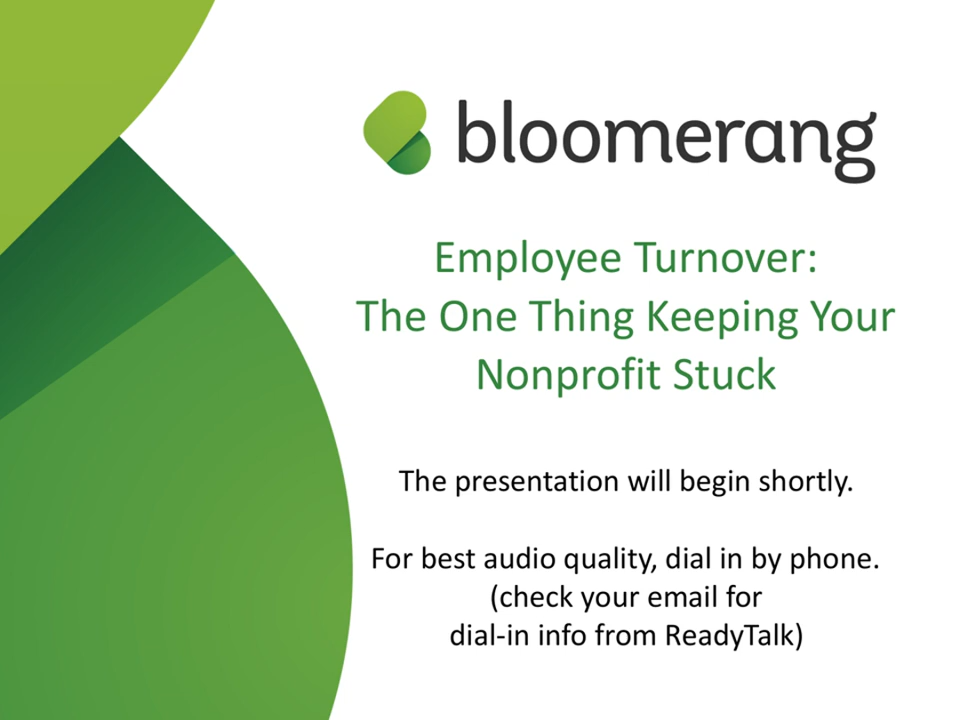 bloomerang
Employee Turnover:
The One Thing Keeping Your
Nonprofit Stuck
The presentation will begin shortly.
For best audio quality, dial in by phone.
(check your email for
dial-in info from ReadyTalk)